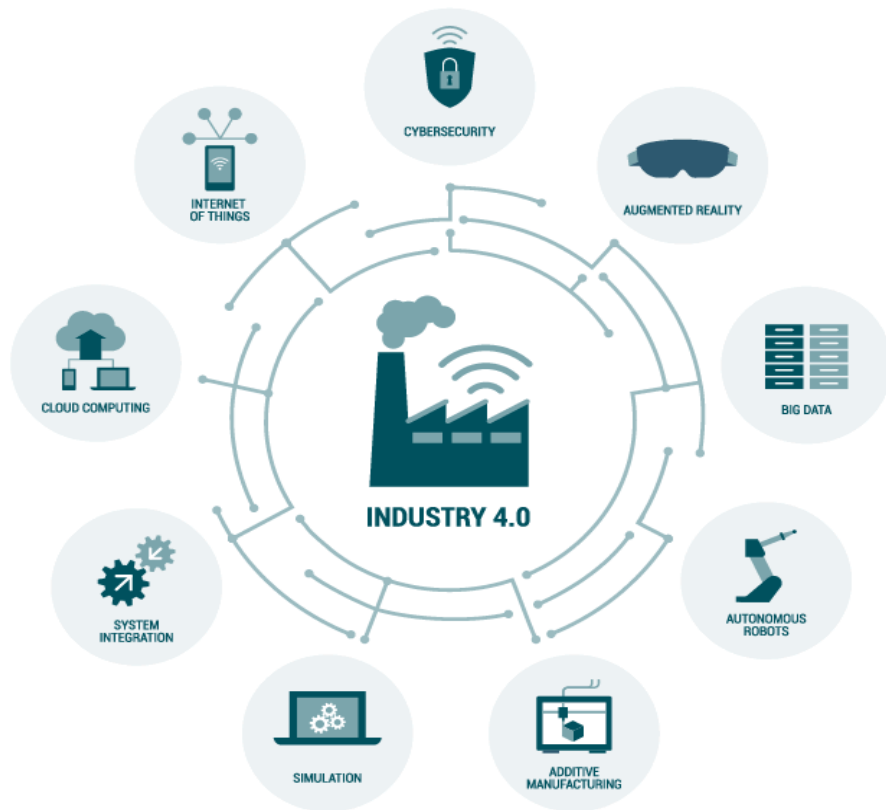 CYBERSECURITY
AUGMENTED REALITY
BIG DATA
AUTONOMOUS
ROBOTS
ADDITIVE
MANUFACTURING
SIMULATION
SYSTEM
INTEGRATION
CLOUD COMPUTING
INTERNET
OF THINGS
INDUSTRY 4.0